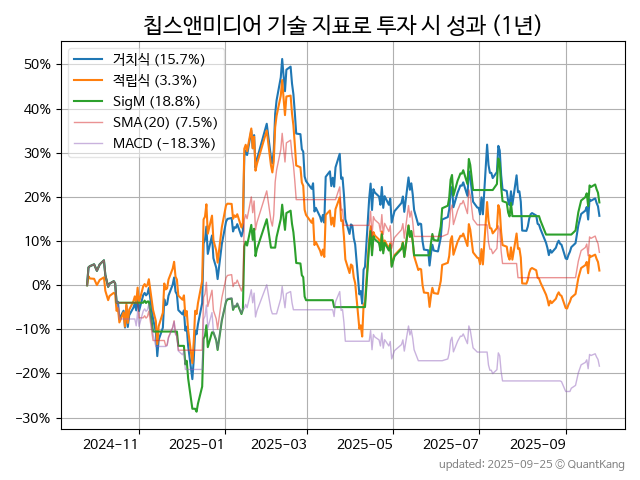 칩스앤미디어 기술 지표로 투자 시 성과 (1년)
거치식 (15.7%)
적립식 (3.3%)
SigM (18.8%)
SMA(20) (7.5%)
MACD (−18.3%)
50%
40%
30%
20%
10%
0%
−10%
−20%
−30%
2024-11 2025-01 2025-03 2025-05 2025-07 2025-09
updated: 2025-09-25 © QuantKang